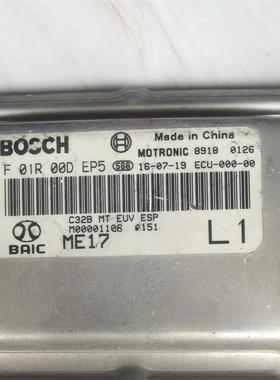 BOSCH
Made in China
MOTRONIC 8918 0126
F 01R 00D EP5 16-07-19 ECU-000-00
C32B MT EUV ESP
M00001106 0151
BAIC ME17 L1